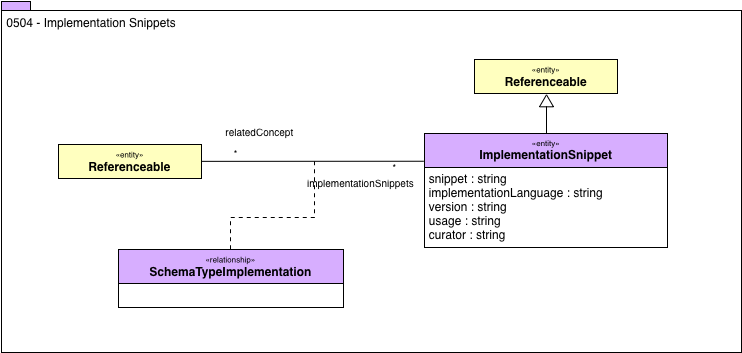 0504 - Implementation Snippets
«entity»
Referenceable
relatedConcept
*
«entity»
Referenceable
*
implementationSnippets
«entity»
ImplementationSnippet
snippet : string
implementationLanguage : string
version : string
usage : string
curator : string
«relationship»
SchemaTypeImplementation